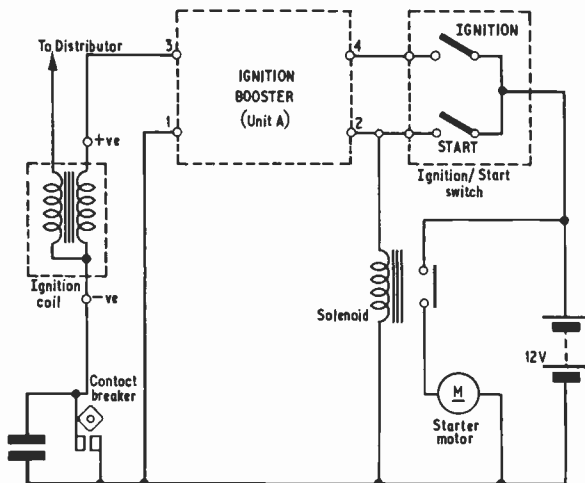 To Distributor
3
IGNITION
BOOSTER
(Unit A)
4
IGNITION
1
2
START
Ignition/Start
switch
+ve
Ignition
coil
-ve
Solenoid
12V
Contact
breaker
M
Starter
motor